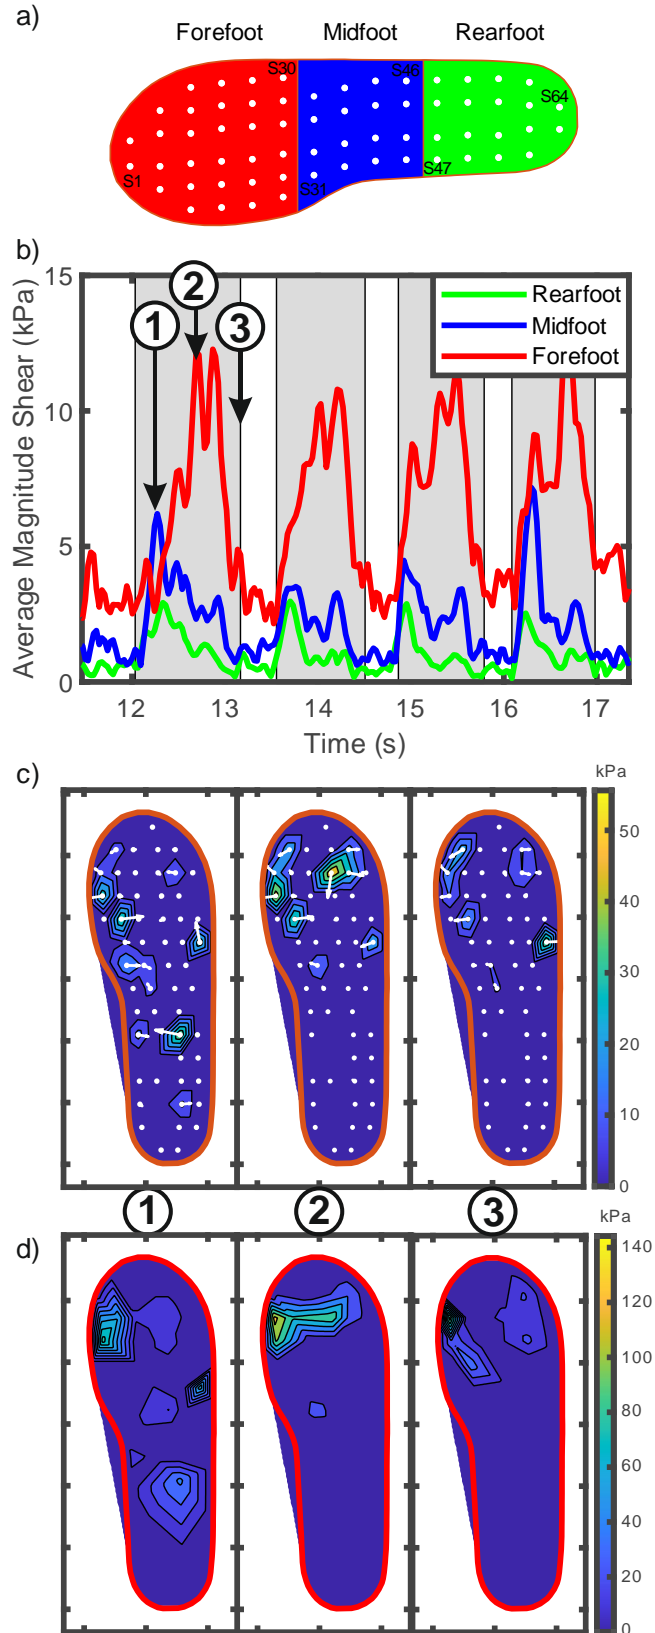 a)
Forefoot Midfoot Rearfoot
S30 S46
S64
S1 S31 S47
b)
15
10
5
0
Average Magnitude Shear (kPa)
1 2 3
Rearfoot
Midfoot
Forefoot
12 13 14 15 16 17
Time (s)
c)
kPa
50
40
30
20
10
0
1 2 3
d)
kPa
140
120
100
80
60
40
20
0